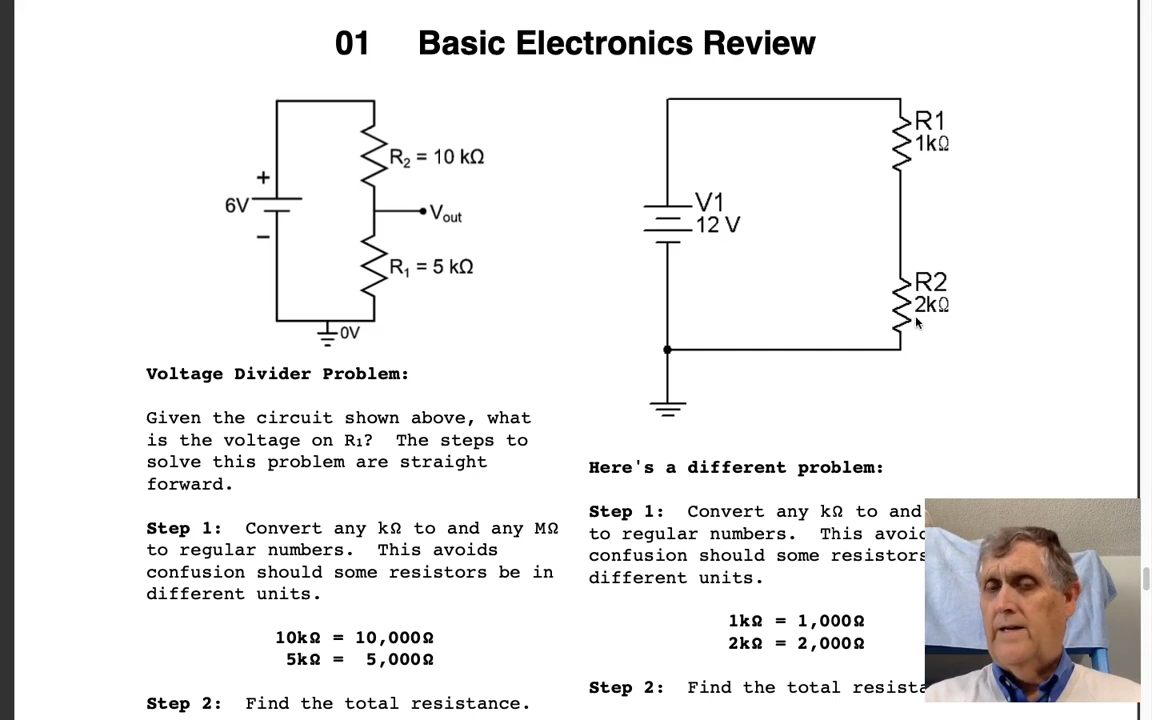 01 Basic Electronics Review
+
6V
−
R₂ = 10 kΩ
Vout
R₁ = 5 kΩ
0V
Voltage Divider Problem:
Given the circuit shown above, what
is the voltage on R₁? The steps to
solve this problem are straight
forward.
Step 1: Convert any kΩ to and any MΩ
to regular numbers. This avoids
confusion should some resistors be in
different units.
10kΩ = 10,000Ω
5kΩ = 5,000Ω
Step 2: Find the total resistance.
R1
1kΩ
V1
12 V
R2
2kΩ
Here's a different problem:
Step 1: Convert any kΩ to and
to regular numbers. This
confusion should some resistors
different units.
1kΩ = 1,000Ω
2kΩ = 2,000Ω
Step 2: Find the total